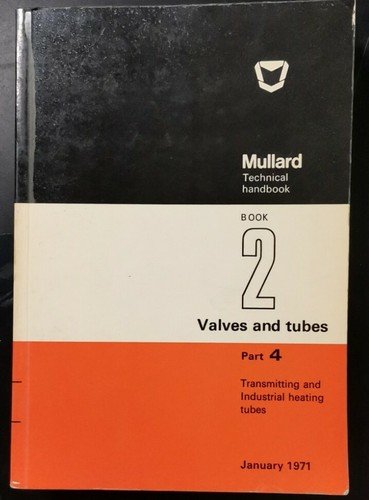 Mullard
Technical
handbook
BOOK
2
Valves and tubes
Part 4
Transmitting and
Industrial heating
tubes
January 1971